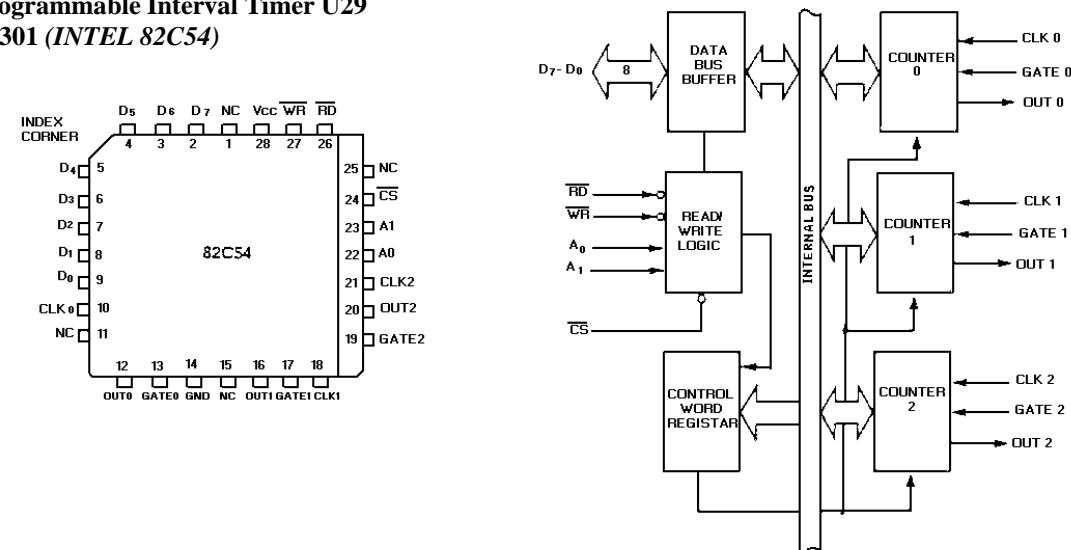 ogrammable Interval Timer U29
301 (INTEL 82C54)
INDEX
CORNER
D5 D6 D7 NC Vcc WR RD
4 3 2 1 28 27 26
D4 5
D3 6
D2 7
D1 8
D0 9
CLK0 10
NC 11
82C54
25 NC
24 CS
23 A1
22 A0
21 CLK2
20 OUT2
19 GATE2
12 13 14 15 16 17 18
OUT0 GATE0 GND NC OUT1 GATE1 CLK1
D7-D0
8
DATA
BUS
BUFFER
RD
WR
A0
A1
CS
READ/
WRITE
LOGIC
CONTROL
WORD
REGISTAR
INTERNAL BUS
COUNTER
0
CLK 0
GATE 0
OUT 0
COUNTER
1
CLK 1
GATE 1
OUT 1
COUNTER
2
CLK 2
GATE 2
OUT 2